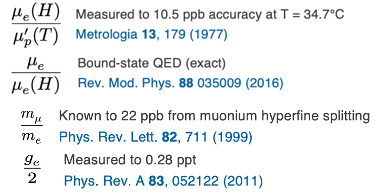 μe(H) / μ′p(T) Measured to 10.5 ppb accuracy at T = 34.7°C
Metrologia 13, 179 (1977)
μe / μe(H) Bound-state QED (exact)
Rev. Mod. Phys. 88 035009 (2016)
mμ / me Known to 22 ppb from muonium hyperfine splitting
Phys. Rev. Lett. 82, 711 (1999)
ge / 2 Measured to 0.28 ppt
Phys. Rev. A 83, 052122 (2011)